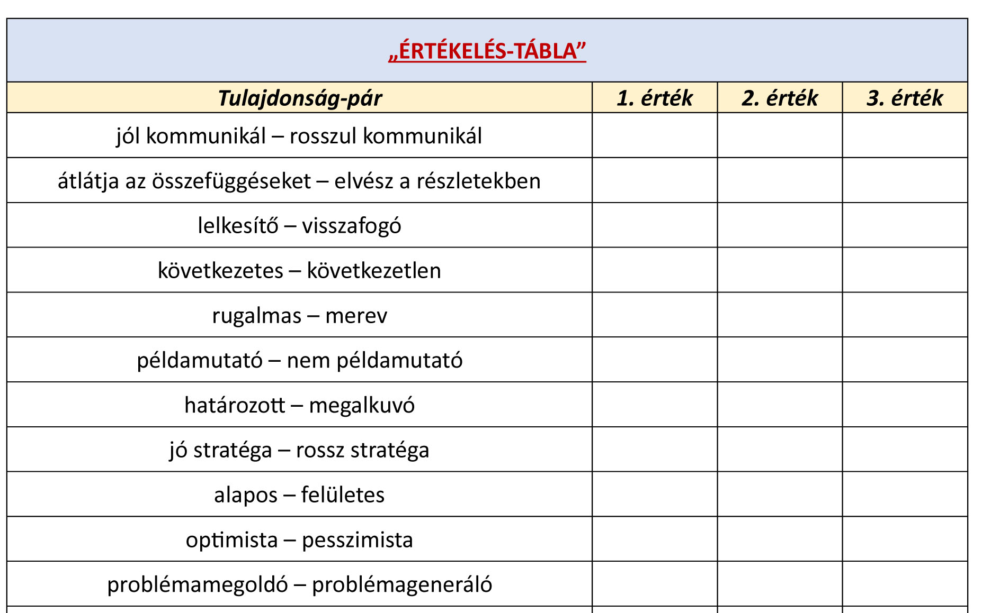 „ÉRTÉKELÉS-TÁBLA”
Tulajdonság-pár 1. érték 2. érték 3. érték
jól kommunikál – rosszul kommunikál
átlátja az összefüggéseket – elvész a részletekben
lelkesítő – visszafogó
következetes – következetlen
rugalmas – merev
példamutató – nem példamutató
határozott – megalkuvó
jó stratéga – rossz stratéga
alapos – felületes
optimista – pesszimista
problémamegoldó – problémageneráló